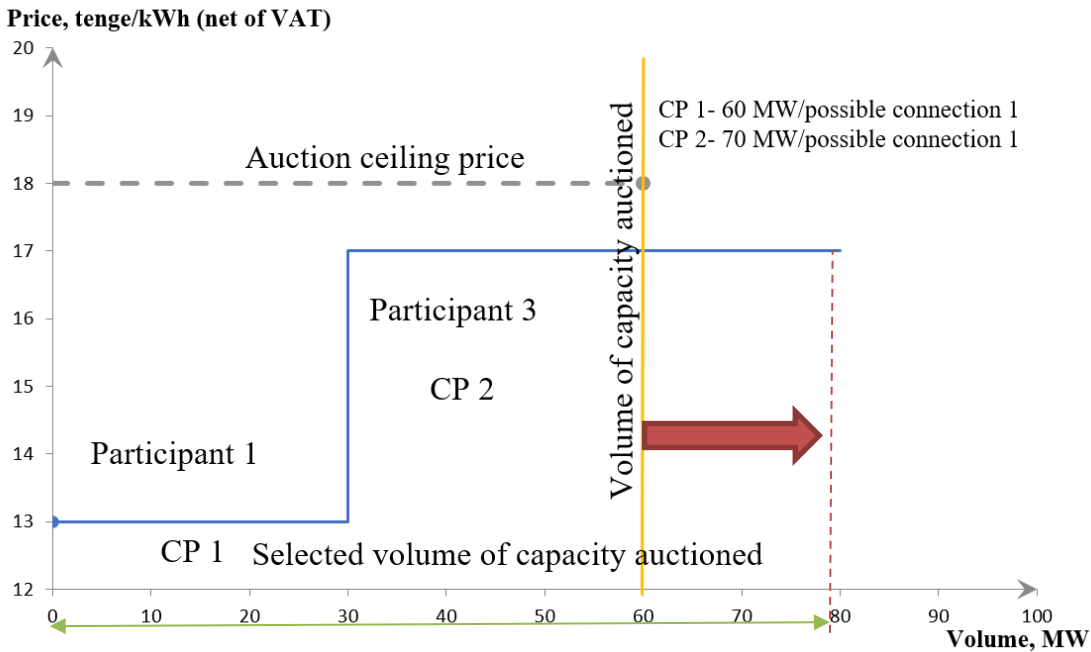 Price, tenge/kWh (net of VAT)
20
19
18
17
16
15
14
13
12
CP 1- 60 MW/possible connection 1
CP 2- 70 MW/possible connection 1
Auction ceiling price
Volume of capacity auctioned
Participant 3
CP 2
Participant 1
CP 1
Selected volume of capacity auctioned
0 10 20 30 40 50 60 70 80 90 100
Volume, MW